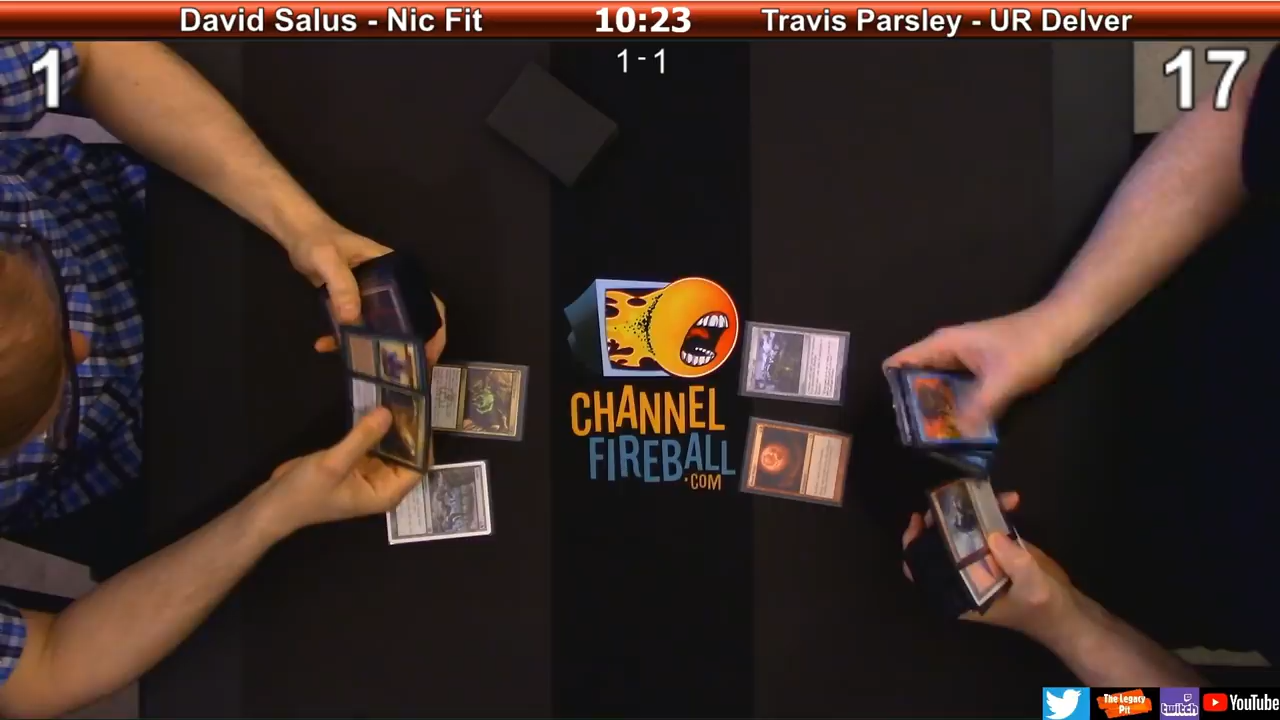 David Salus - Nic Fit
10:23
Travis Parsley - UR Delver
1
1 - 1
17
CHANNEL
FIREBALL
.COM
The Legacy
Pit
twitch
YouTube